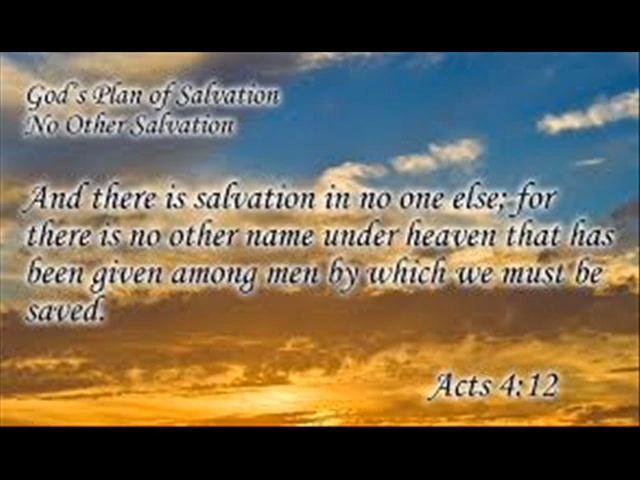 God's Plan of Salvation
No Other Salvation
And there is salvation in no one else; for
there is no other name under heaven that has
been given among men by which we must be
saved.
Acts 4:12